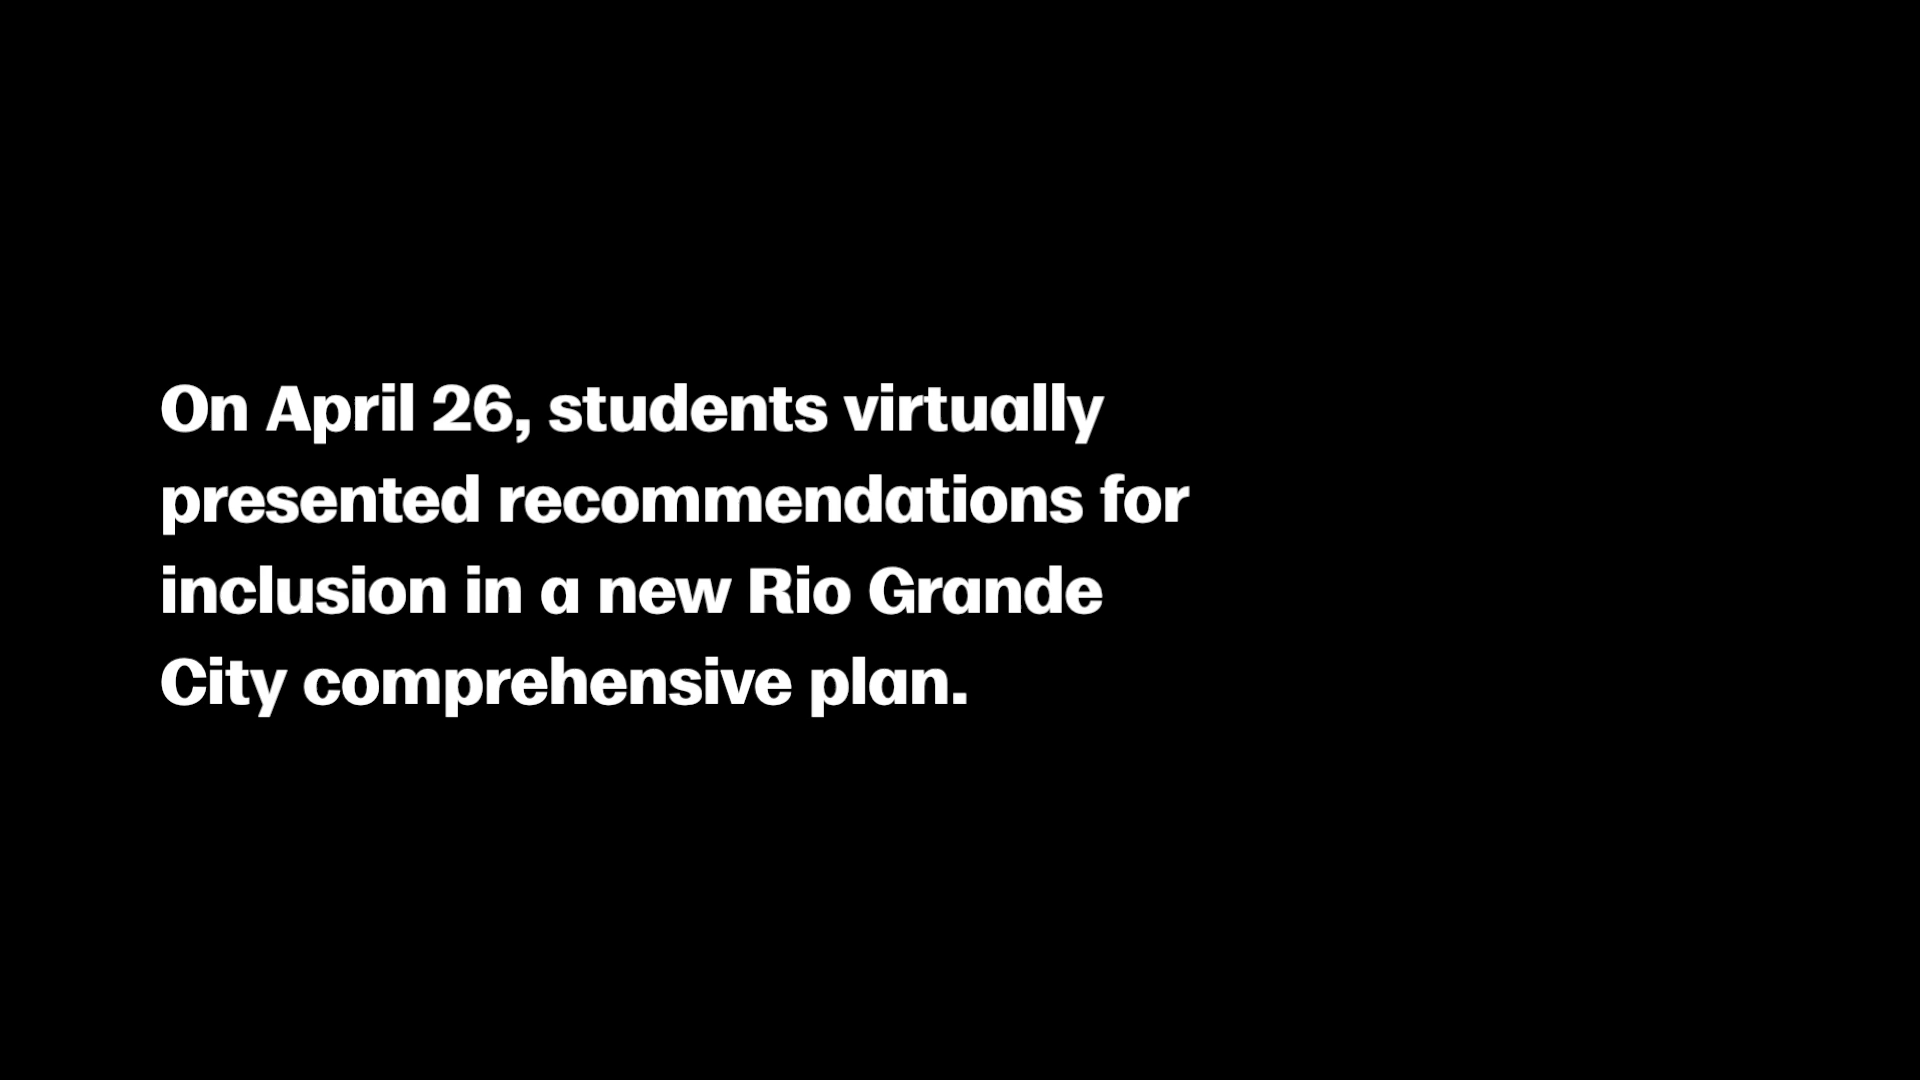 On April 26, students virtually
presented recommendations for
inclusion in a new Rio Grande
City comprehensive plan.